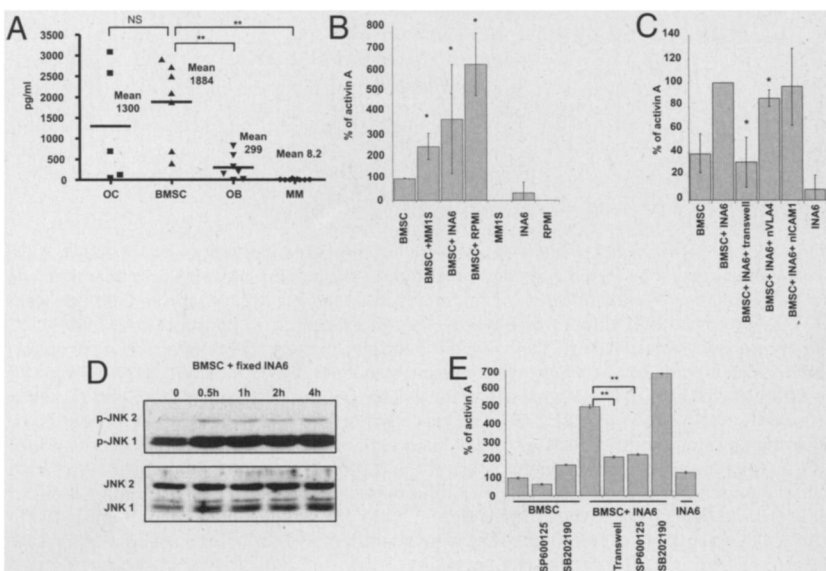 A
NS
**
**
3500
3000
2500
2000
1500
1000
500
0
pg/ml
Mean
1300
Mean
1884
Mean
299
Mean 8.2
OC
BMSC
OB
MM
B
% of activin A
800
700
600
500
400
300
200
100
0
*
*
*
BMSC
BMSC +MM1S
BMSC+ INA6
BMSC+ RPMI
MM1S
INA6
RPMI
C
% of activin A
140
120
100
80
60
40
20
0
*
*
BMSC
BMSC+ INA6
BMSC+ INA6+ transwell
BMSC+ INA6+ nVLA4
BMSC+ INA6+ nICAM1
INA6
D
BMSC + fixed INA6
0 0.5h 1h 2h 4h
p-JNK 2
p-JNK 1
JNK 2
JNK 1
E
% of activin A
700
600
500
400
300
200
100
0
**
**
BMSC
BMSC+ INA6
INA6
SP600125
SB202190
Transwell
SP600125
SB202190